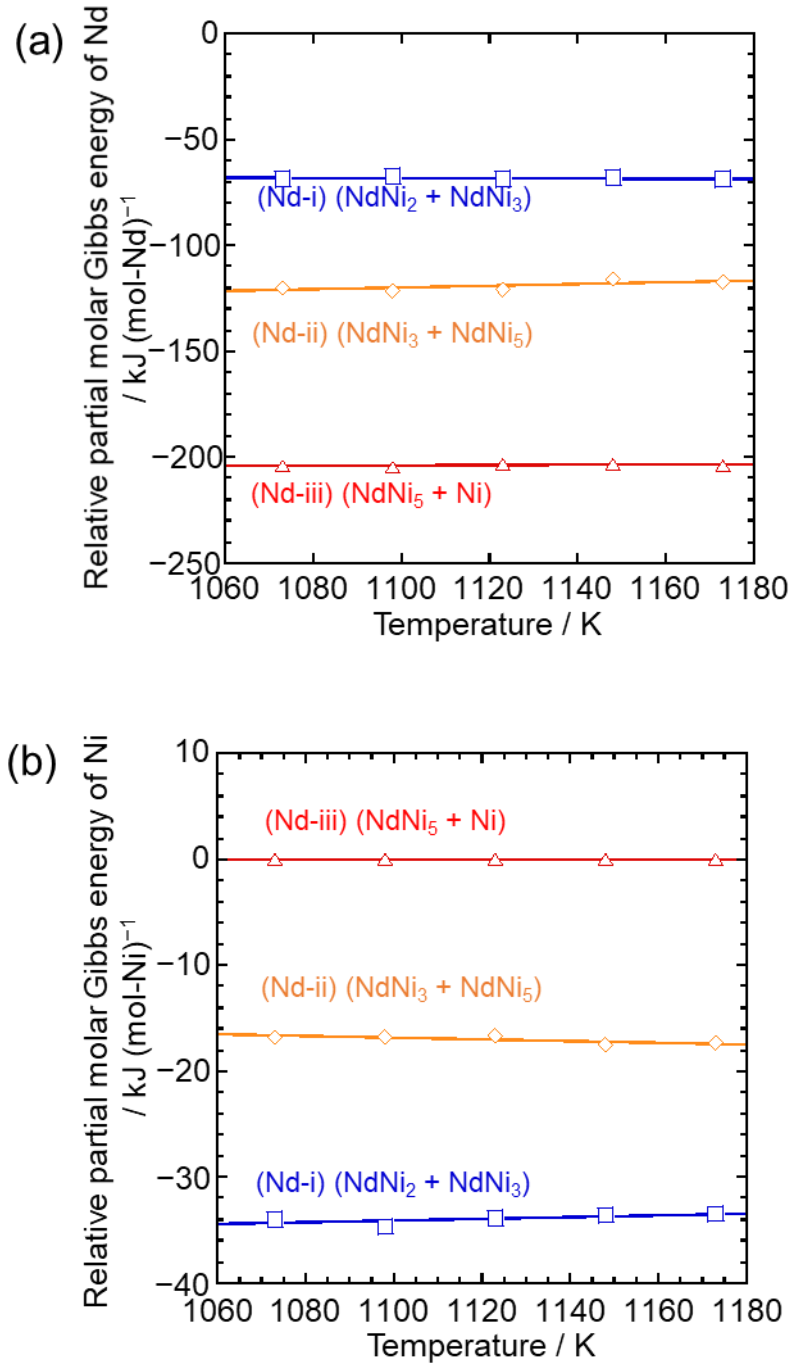 (a)
Relative partial molar Gibbs energy of Nd
/ kJ (mol-Nd)⁻¹
0
−50
−100
−150
−200
−250
(Nd-i) (NdNi₂ + NdNi₃)
(Nd-ii) (NdNi₃ + NdNi₅)
(Nd-iii) (NdNi₅ + Ni)
1060 1080 1100 1120 1140 1160 1180
Temperature / K
(b)
Relative partial molar Gibbs energy of Ni
/ kJ (mol-Ni)⁻¹
10
0
−10
−20
−30
−40
(Nd-iii) (NdNi₅ + Ni)
(Nd-ii) (NdNi₃ + NdNi₅)
(Nd-i) (NdNi₂ + NdNi₃)
1060 1080 1100 1120 1140 1160 1180
Temperature / K